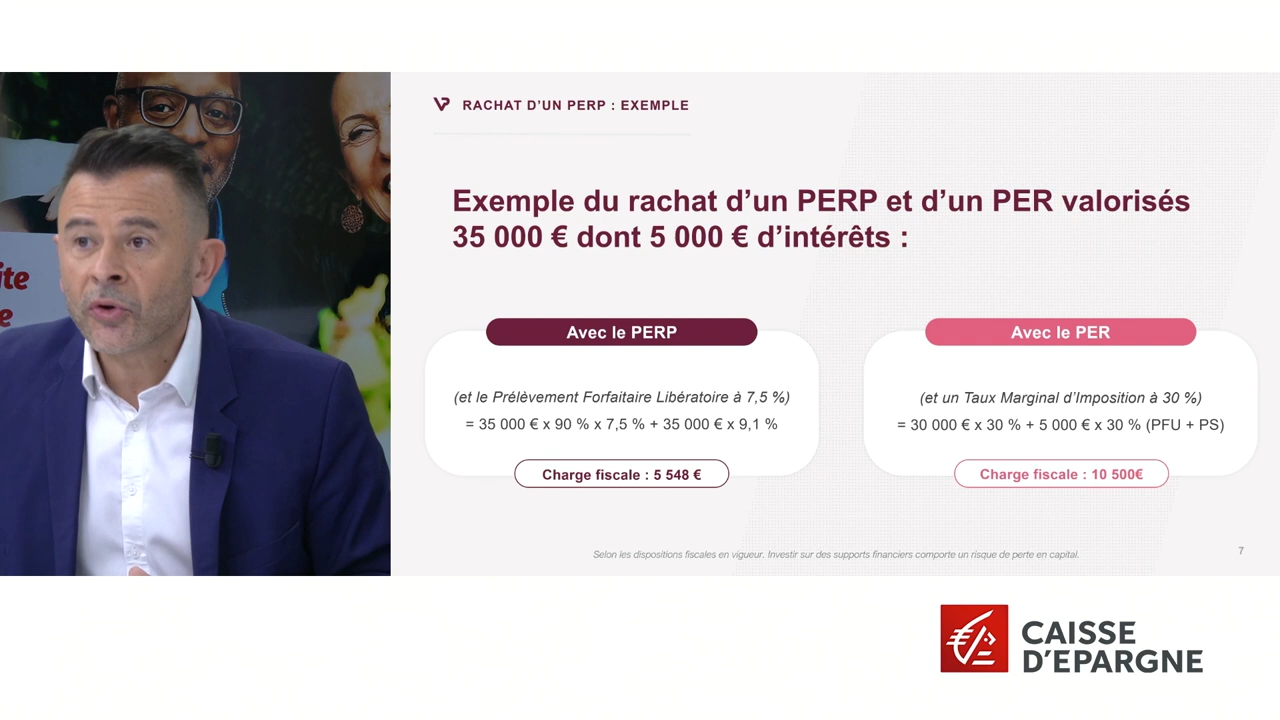 ite
e
RACHAT D’UN PERP : EXEMPLE
Exemple du rachat d’un PERP et d’un PER valorisés
35 000 € dont 5 000 € d’intérêts :
Avec le PERP
(et le Prélèvement Forfaitaire Libératoire à 7,5 %)
= 35 000 € x 90 % x 7,5 % + 35 000 € x 9,1 %
Charge fiscale : 5 548 €
Avec le PER
(et un Taux Marginal d’Imposition à 30 %)
= 30 000 € x 30 % + 5 000 € x 30 % (PFU + PS)
Charge fiscale : 10 500€
Selon les dispositions fiscales en vigueur. Investir sur des supports financiers comporte un risque de perte en capital.
7
CAISSE
D’EPARGNE